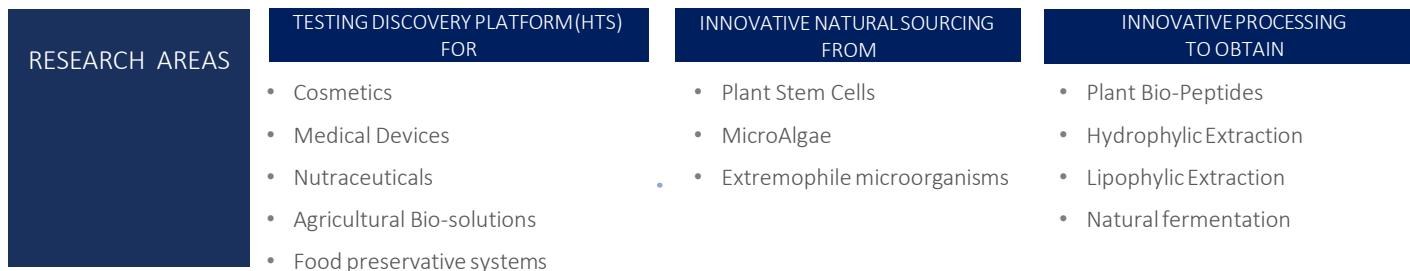 RESEARCH AREAS
TESTING DISCOVERY PLATFORM (HTS)
FOR
• Cosmetics
• Medical Devices
• Nutraceuticals
• Agricultural Bio-solutions
• Food preservative systems
INNOVATIVE NATURAL SOURCING
FROM
• Plant Stem Cells
• MicroAlgae
• Extremophile microorganisms
INNOVATIVE PROCESSING
TO OBTAIN
• Plant Bio-Peptides
• Hydrophylic Extraction
• Lipophylic Extraction
• Natural fermentation